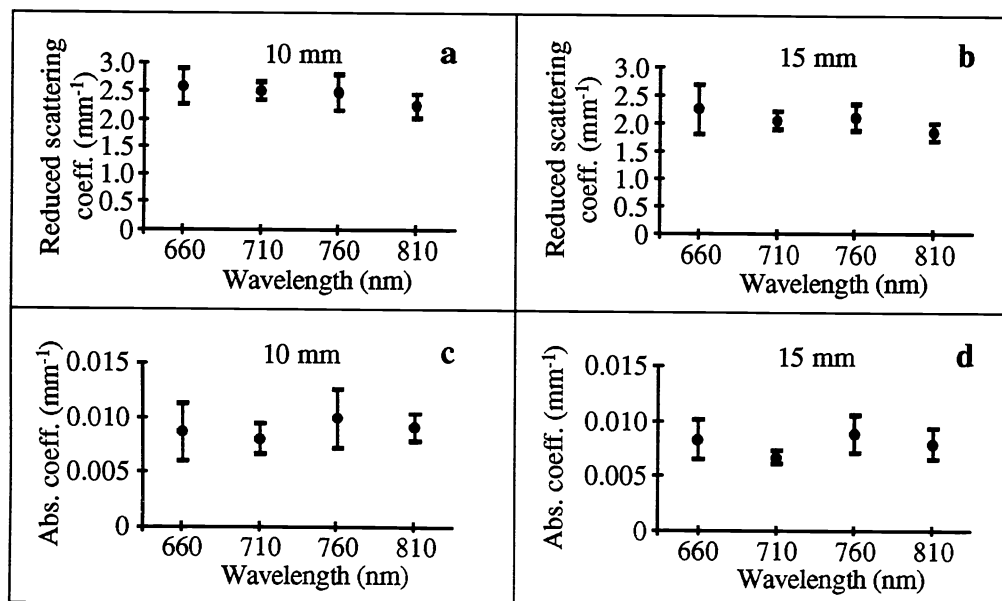 10 mm a
Reduced scattering
coeff. (mm⁻¹)
3.0
2.5
2.0
1.5
1.0
0.5
0
660 710 760 810
Wavelength (nm)
15 mm b
Reduced scattering
coeff. (mm⁻¹)
3.0
2.5
2.0
1.5
1.0
0.5
0
660 710 760 810
Wavelength (nm)
10 mm c
Abs. coeff. (mm⁻¹)
0.015
0.010
0.005
0
660 710 760 810
Wavelength (nm)
15 mm d
Abs. coeff. (mm⁻¹)
0.015
0.010
0.005
0
660 710 760 810
Wavelength (nm)